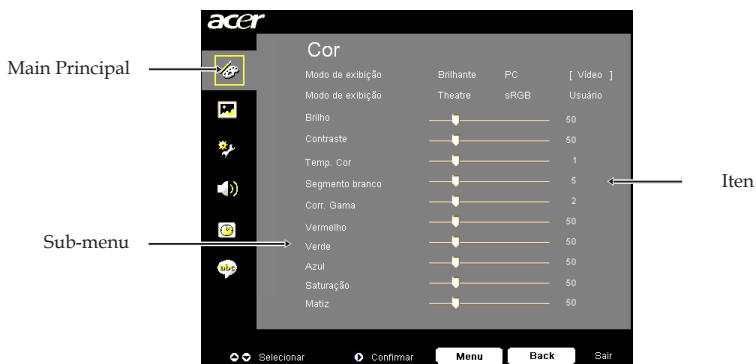 acer
Cor
Modo de exibição Brilhante PC [ Vídeo ]
Modo de exibição Theatre sRGB Usuário
Brilho 50
Contraste 50
Temp. Cor 1
Segmento branco 5
Corr. Gama 2
Vermelho 50
Verde 50
Azul 50
Saturação 50
Matiz 50
abc
Selecionar Confirmar Menu Back Sair
Main Principal
Sub-menu
Iten